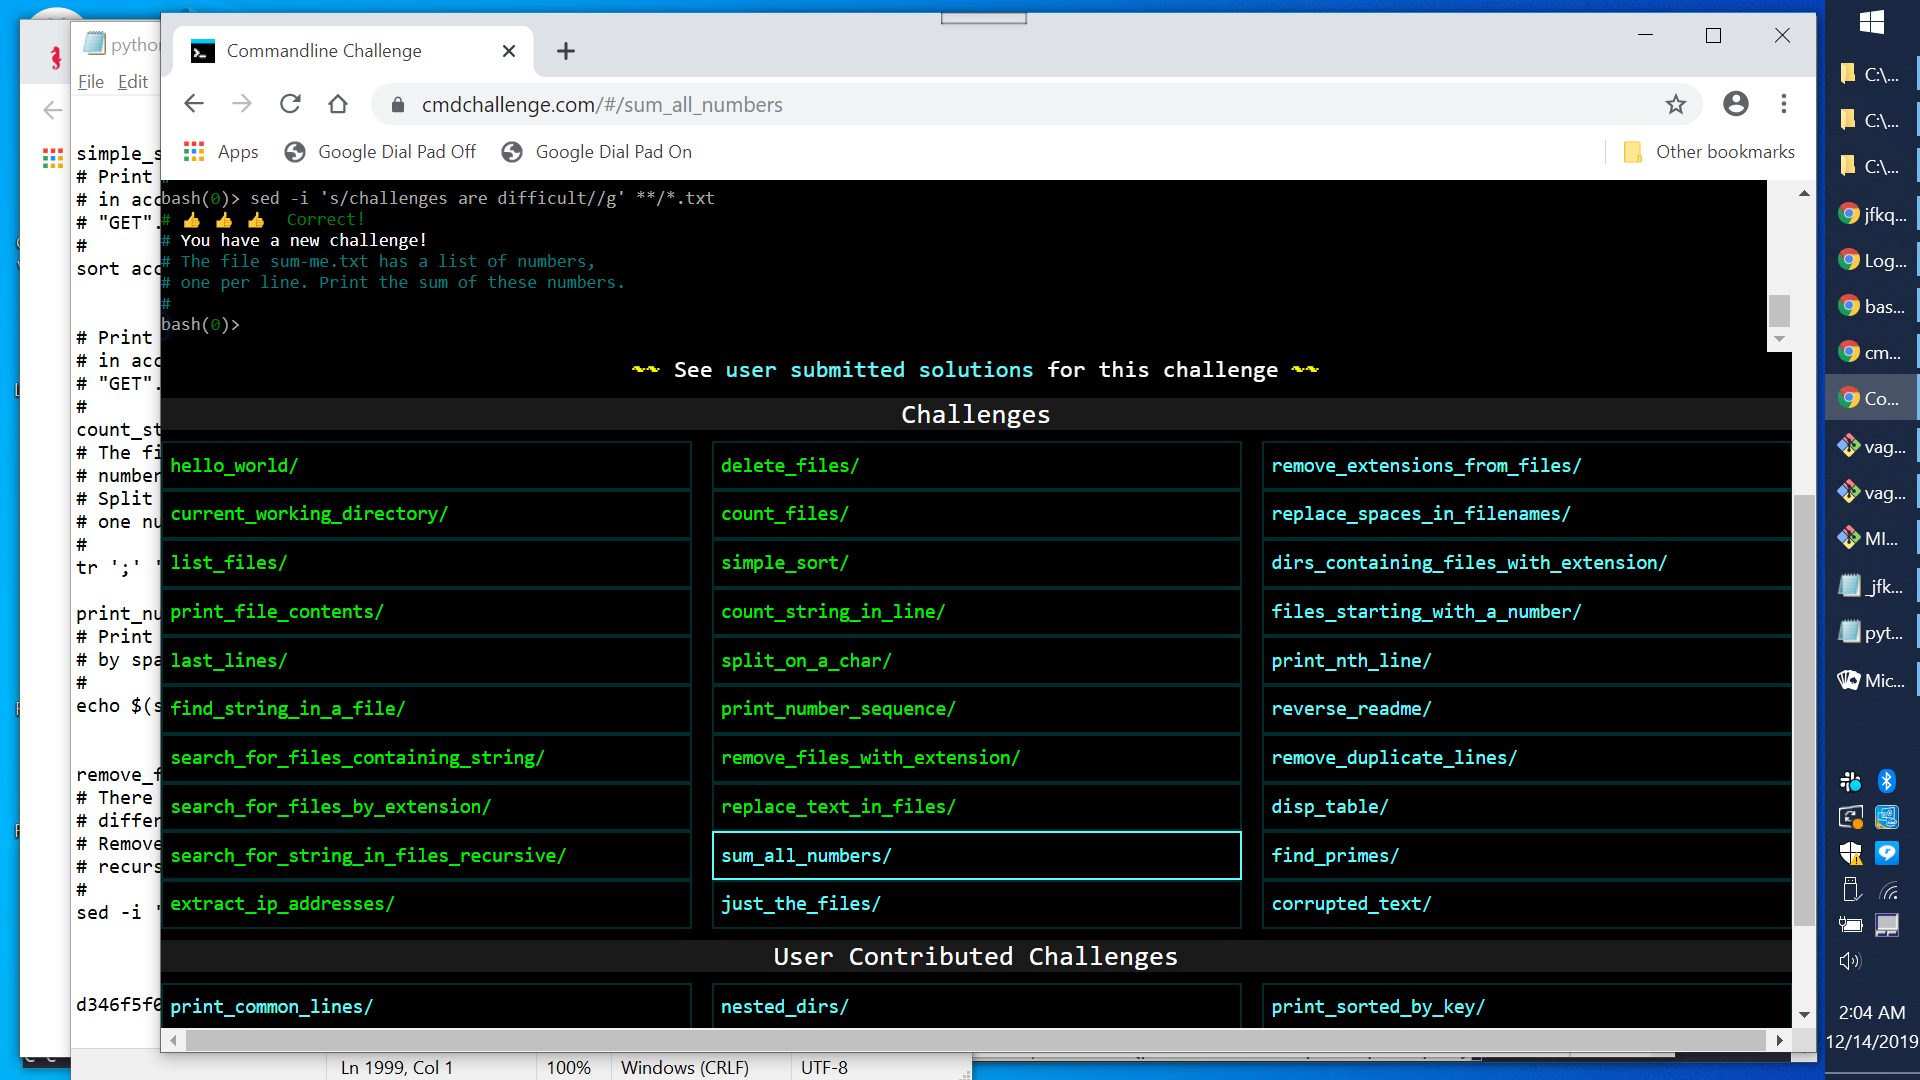 Commandline Challenge
cmdchallenge.com/#/sum_all_numbers
Apps Google Dial Pad Off Google Dial Pad On Other bookmarks
bash(0)> sed -i 's/challenges are difficult//g' **/*.txt
# 👍 👍 👍 Correct!
# You have a new challenge!
# The file sum-me.txt has a list of numbers,
# one per line. Print the sum of these numbers.
#
bash(0)>
~~ See user submitted solutions for this challenge ~~
Challenges
hello_world/ delete_files/ remove_extensions_from_files/
current_working_directory/ count_files/ replace_spaces_in_filenames/
list_files/ simple_sort/ dirs_containing_files_with_extension/
print_file_contents/ count_string_in_line/ files_starting_with_a_number/
last_lines/ split_on_a_char/ print_nth_line/
find_string_in_a_file/ print_number_sequence/ reverse_readme/
search_for_files_containing_string/ remove_files_with_extension/ remove_duplicate_lines/
search_for_files_by_extension/ replace_text_in_files/ disp_table/
search_for_string_in_files_recursive/ sum_all_numbers/ find_primes/
extract_ip_addresses/ just_the_files/ corrupted_text/
User Contributed Challenges
print_common_lines/ nested_dirs/ print_sorted_by_key/
File Edit
simple_s
# Print
# in acc
# "GET".
#
sort acc
# Print
# in acc
# "GET".
#
count_st
# The fi
# number
# Split
# one nu
#
tr ';' '
print_nu
# Print
# by spa
#
echo $(s
remove_f
# There
# differ
# Remove
# recurs
#
sed -i '
d346f5f0
Ln 1999, Col 1 100% Windows (CRLF) UTF-8
C:\...
C:\...
C:\...
jfkq...
Log...
bas...
cm...
Co...
vag...
vag...
MI...
_jfk...
pyt...
Mic...
2:04 AM
12/14/2019